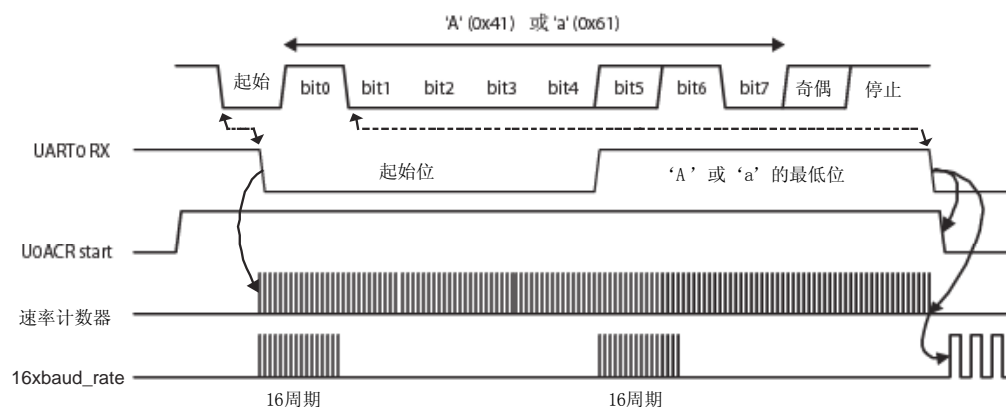 'A' (0x41) 或 'a' (0x61)
起始 bit0 bit1 bit2 bit3 bit4 bit5 bit6 bit7 奇偶 停止
UART0 RX
起始位 ‘A’或‘a’的最低位
U0ACR start
速率计数器
16xbaud_rate
16周期 16周期